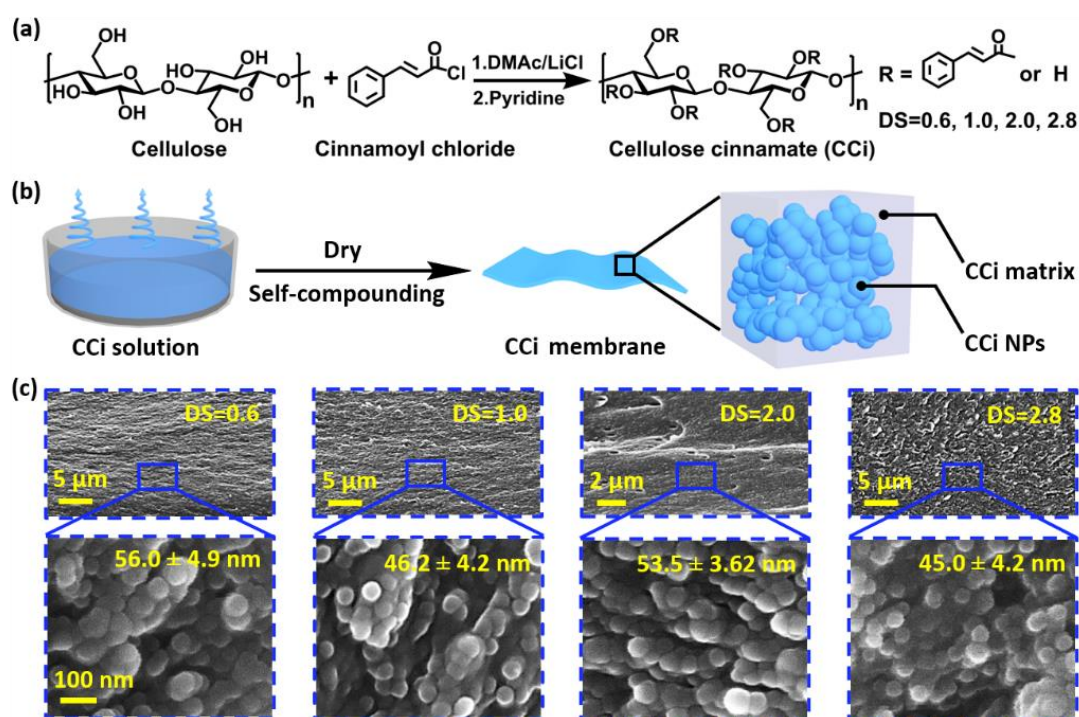 (a)
OH
HO
OH
O
O
HO
O
O
OH
HO
OH
n
+
O
Cl
1.DMAc/LiCl
2.Pyridine
OR
RO
OR
O
O
RO
O
O
OR
RO
OR
n
R =
O
or H
DS=0.6, 1.0, 2.0, 2.8
Cellulose
Cinnamoyl chloride
Cellulose cinnamate (CCi)
(b)
Dry
Self-compounding
CCi solution
CCi membrane
CCi matrix
CCi NPs
(c)
DS=0.6
5 μm
DS=1.0
5 μm
DS=2.0
2 μm
DS=2.8
5 μm
56.0 ± 4.9 nm
100 nm
46.2 ± 4.2 nm
53.5 ± 3.62 nm
45.0 ± 4.2 nm